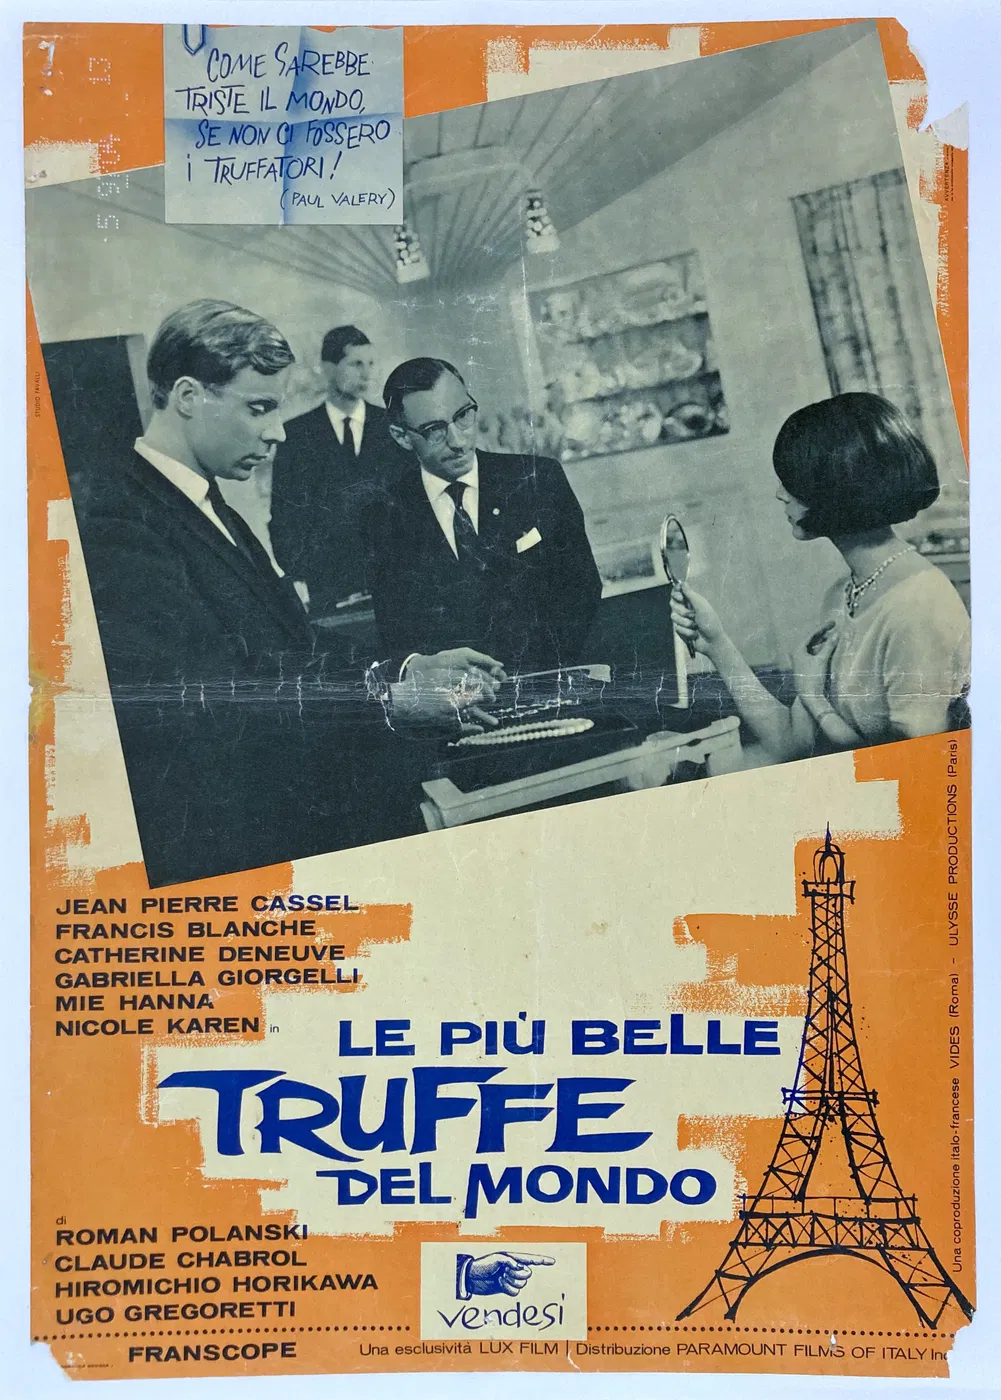 COME SAREBBE
TRISTE IL MONDO,
SE NON CI FOSSERO
i TRUFFATORI!
(PAUL VALERY)
STUDIO FAVALLI
JEAN PIERRE CASSEL
FRANCIS BLANCHE
CATHERINE DENEUVE
GABRIELLA GIORGELLI
MIE HANNA
NICOLE KAREN in
LE PIÙ BELLE
TRUFFE
DEL MONDO
di
ROMAN POLANSKI
CLAUDE CHABROL
HIROMICHIO HORIKAWA
UGO GREGORETTI
vendesi
FRANSCOPE
Una esclusività LUX FILM | Distribuzione PARAMOUNT FILMS OF ITALY Inc
Una coproduzione italo-francese VIDES (Roma) - ULYSSE PRODUCTIONS (Paris)